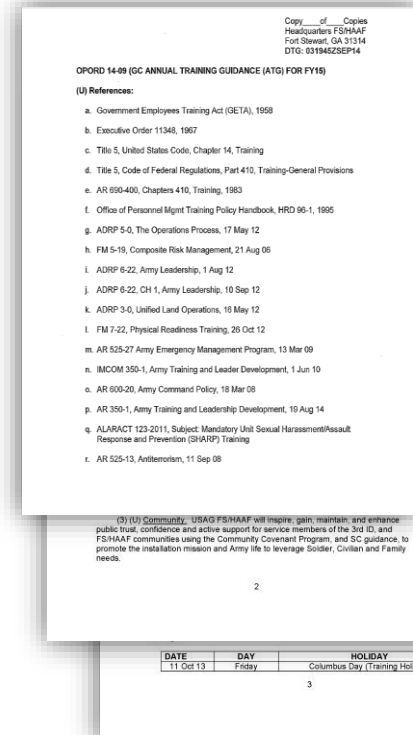 Copy____of____Copies
Headquarters FS/HAAF
Fort Stewart, GA 31314
DTG: 031945ZSEP14
OPORD 14-09 (GC ANNUAL TRAINING GUIDANCE (ATG) FOR FY15)
(U) References:
a. Government Employees Training Act (GETA), 1958
b. Executive Order 11348, 1967
c. Title 5, United States Code, Chapter 14, Training
d. Title 5, Code of Federal Regulations, Part 410, Training-General Provisions
e. AR 690-400, Chapters 410, Training, 1983
f. Office of Personnel Mgmt Training Policy Handbook, HRD 96-1, 1995
g. ADRP 5-0, The Operations Process, 17 May 12
h. FM 5-19, Composite Risk Management, 21 Aug 06
i. ADRP 6-22, Army Leadership, 1 Aug 12
j. ADRP 6-22, CH 1, Army Leadership, 10 Sep 12
k. ADRP 3-0, Unified Land Operations, 16 May 12
l. FM 7-22, Physical Readiness Training, 26 Oct 12
m. AR 525-27 Army Emergency Management Program, 13 Mar 09
n. IMCOM 350-1, Army Training and Leader Development, 1 Jun 10
o. AR 600-20, Army Command Policy, 18 Mar 08
p. AR 350-1, Army Training and Leadership Development, 19 Aug 14
q. ALARACT 123-2011, Subject: Mandatory Unit Sexual Harassment/Assault
Response and Prevention (SHARP) Training
r. AR 525-13, Antiterrorism, 11 Sep 08
(3) (U) Community. USAG FS/HAAF will inspire, gain, maintain, and enhance
public trust, confidence and active support for service members of the 3rd ID, and
FS/HAAF communities using the Community Covenant Program, and SC guidance, to
promote the installation mission and Army life to leverage Soldier, Civilian and Family
needs.
2
DATE DAY HOLIDAY
11 Oct 13 Friday Columbus Day (Training Holi
3